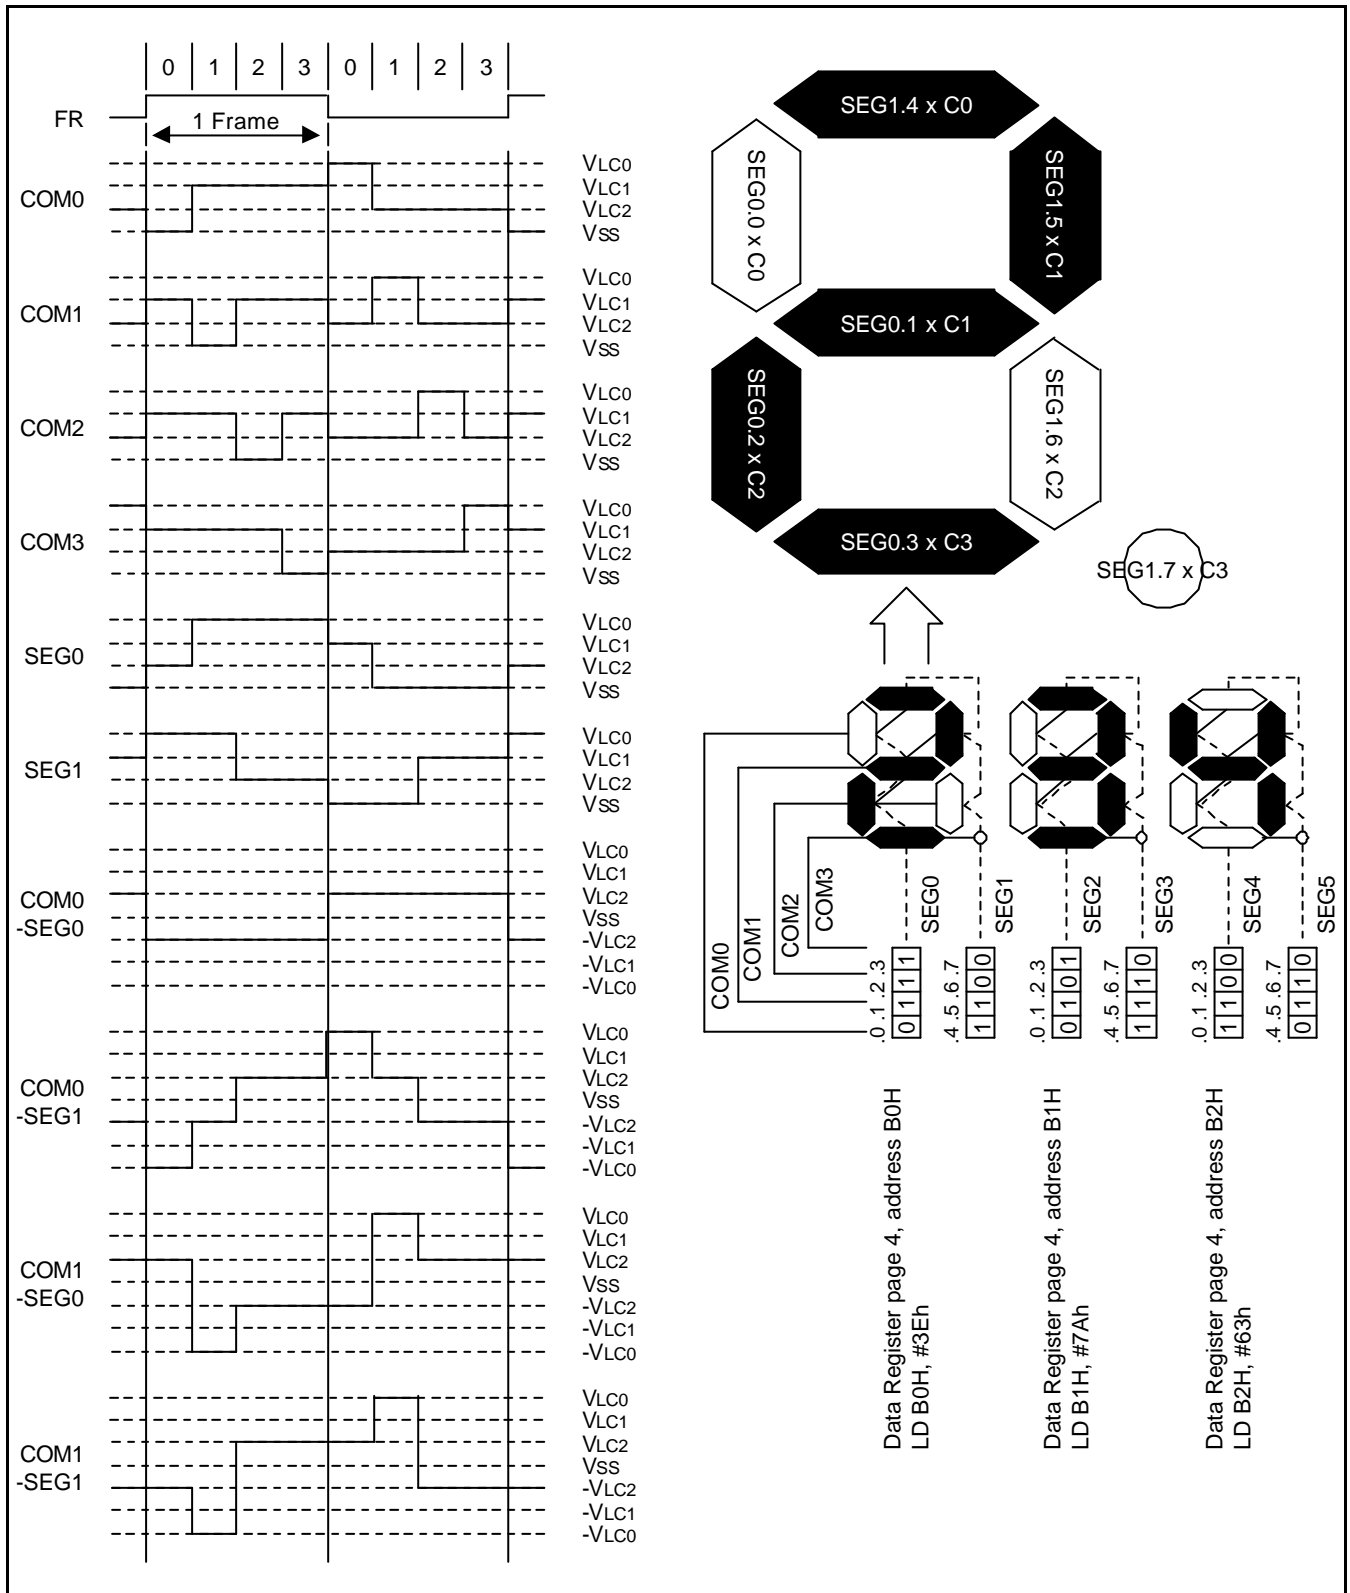 0 1 2 3 0 1 2 3
FR
1 Frame
COM0
VLC0
VLC1
VLC2
VSS
COM1
VLC0
VLC1
VLC2
VSS
COM2
VLC0
VLC1
VLC2
VSS
COM3
VLC0
VLC1
VLC2
VSS
SEG0
VLC0
VLC1
VLC2
VSS
SEG1
VLC0
VLC1
VLC2
VSS
COM0
-SEG0
VLC0
VLC1
VLC2
VSS
-VLC2
-VLC1
-VLC0
COM0
-SEG1
VLC0
VLC1
VLC2
VSS
-VLC2
-VLC1
-VLC0
COM1
-SEG0
VLC0
VLC1
VLC2
VSS
-VLC2
-VLC1
-VLC0
COM1
-SEG1
VLC0
VLC1
VLC2
VSS
-VLC2
-VLC1
-VLC0
SEG1.4 x C0
SEG0.0 x C0
SEG1.5 x C1
SEG0.1 x C1
SEG0.2 x C2
SEG1.6 x C2
SEG0.3 x C3
SEG1.7 x C3
COM0
COM1
COM2
COM3
SEG0
SEG1
SEG2
SEG3
SEG4
SEG5
.0 .1 .2 .3
0 1 1 1
.4 .5 .6 .7
1 1 0 0
.0 .1 .2 .3
0 1 0 1
.4 .5 .6 .7
1 1 1 0
.0 .1 .2 .3
1 1 0 0
.4 .5 .6 .7
0 1 1 0
Data Register page 4, address B0H
LD B0H, #3Eh
Data Register page 4, address B1H
LD B1H, #7Ah
Data Register page 4, address B2H
LD B2H, #63h